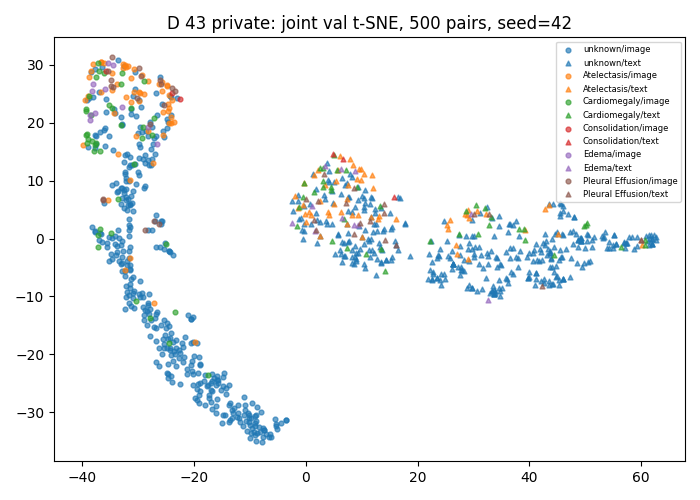 D 43 private: joint val t-SNE, 500 pairs, seed=42
unknown/image
unknown/text
Atelectasis/image
Atelectasis/text
Cardiomegaly/image
Cardiomegaly/text
Consolidation/image
Consolidation/text
Edema/image
Edema/text
Pleural Effusion/image
Pleural Effusion/text
30
20
10
0
−10
−20
−30
−40
−20
0
20
40
60